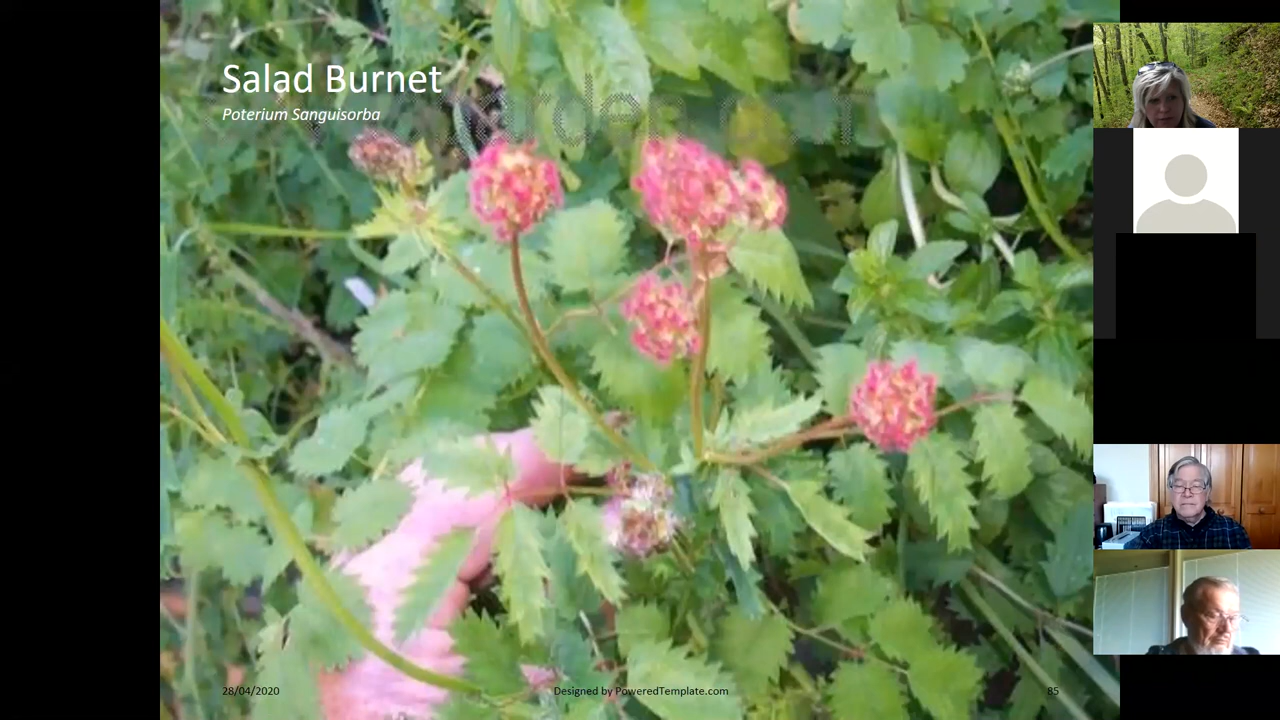 Salad Burnet
Poterium Sanguisorba
28/04/2020
Designed by PoweredTemplate.com
85